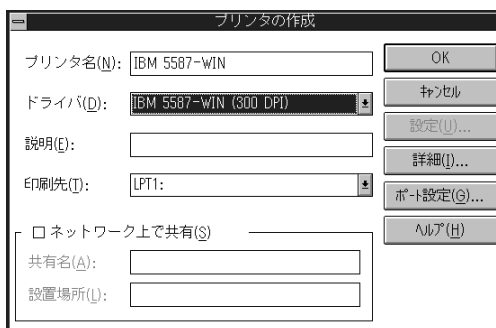 プリンタの作成
プリンタ名(N): IBM 5587-WIN
ドライバ(D): IBM 5587-WIN (300 DPI)
説明(E):
印刷先(T): LPT1:
ネットワーク上で共有(S)
共有名(A):
設置場所(L):
OK
ｷｬﾝｾﾙ
設定(U)...
詳細(I)...
ﾎﾟｰﾄ設定(G)...
ﾍﾙﾌﾟ(H)